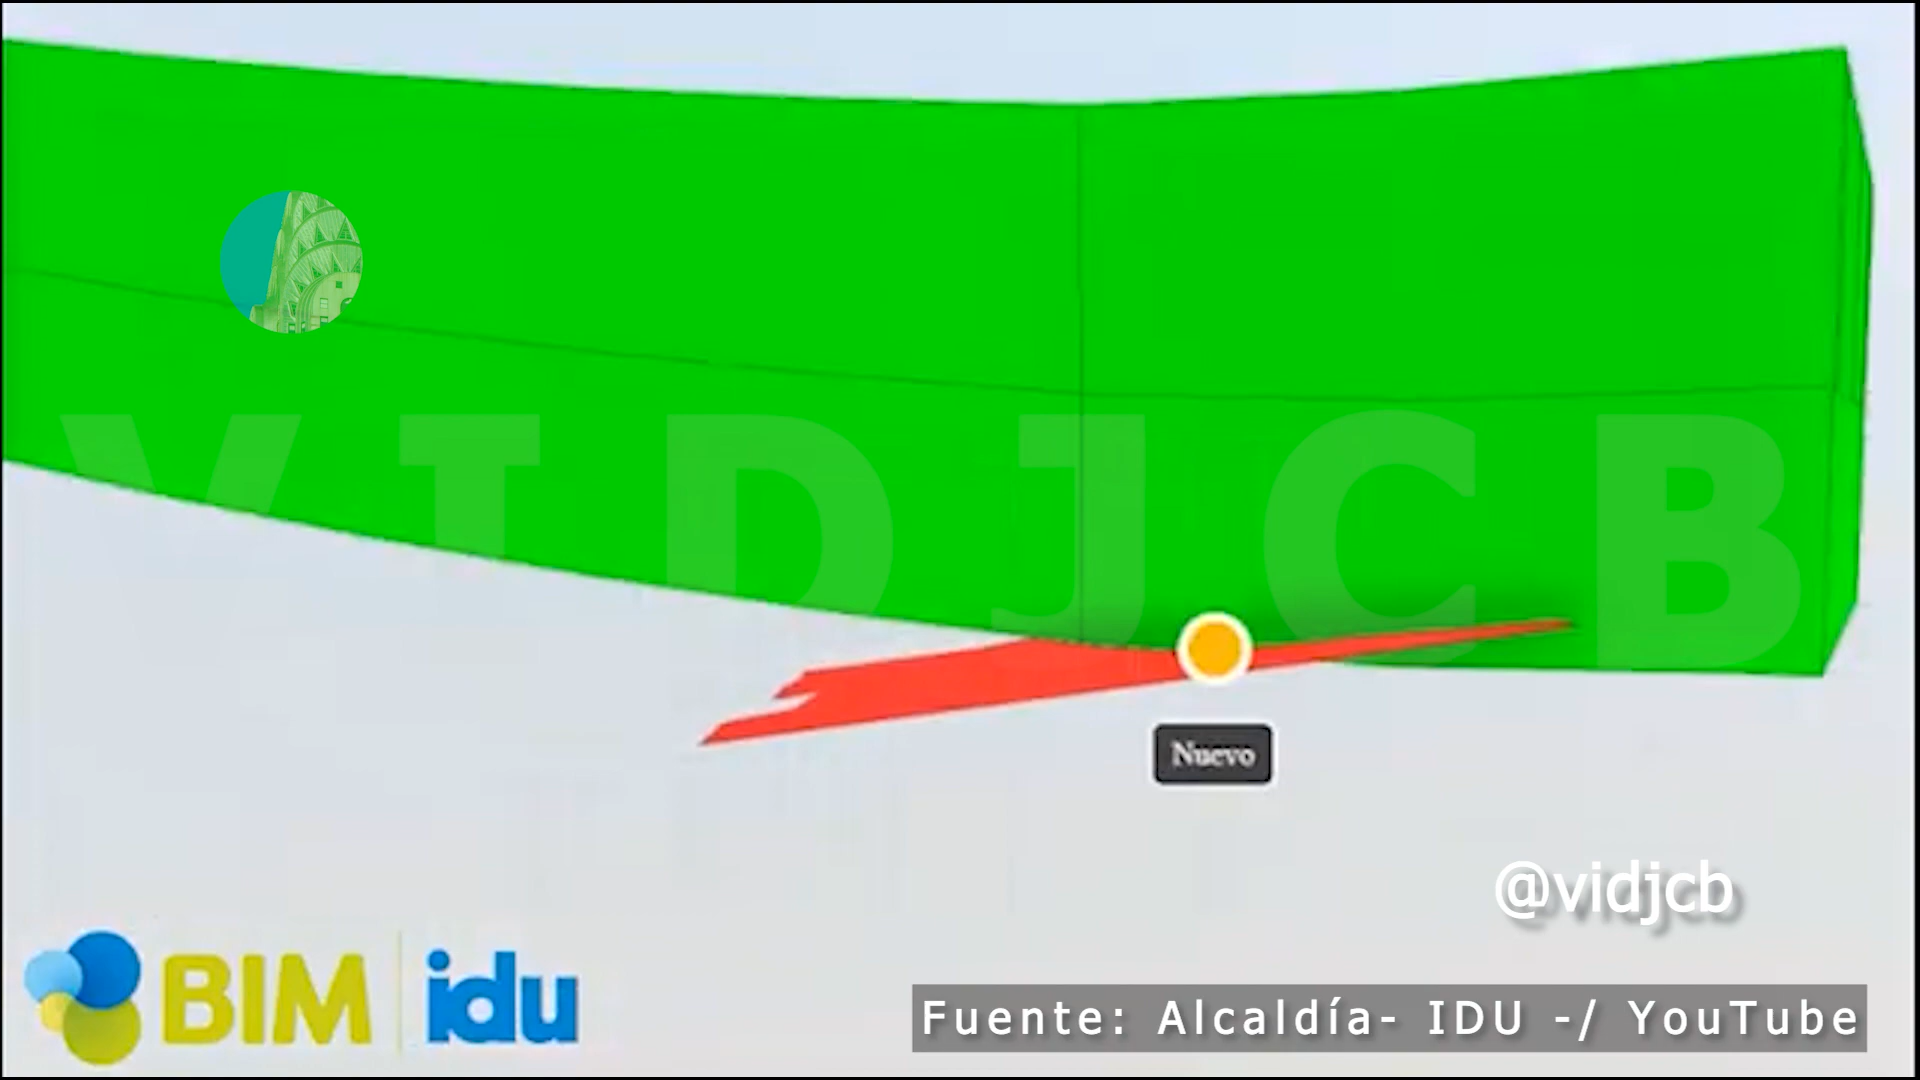 VIDJCB
Nuevo
@vidjcb
BIM idu
Fuente: Alcaldía- IDU -/ YouTube